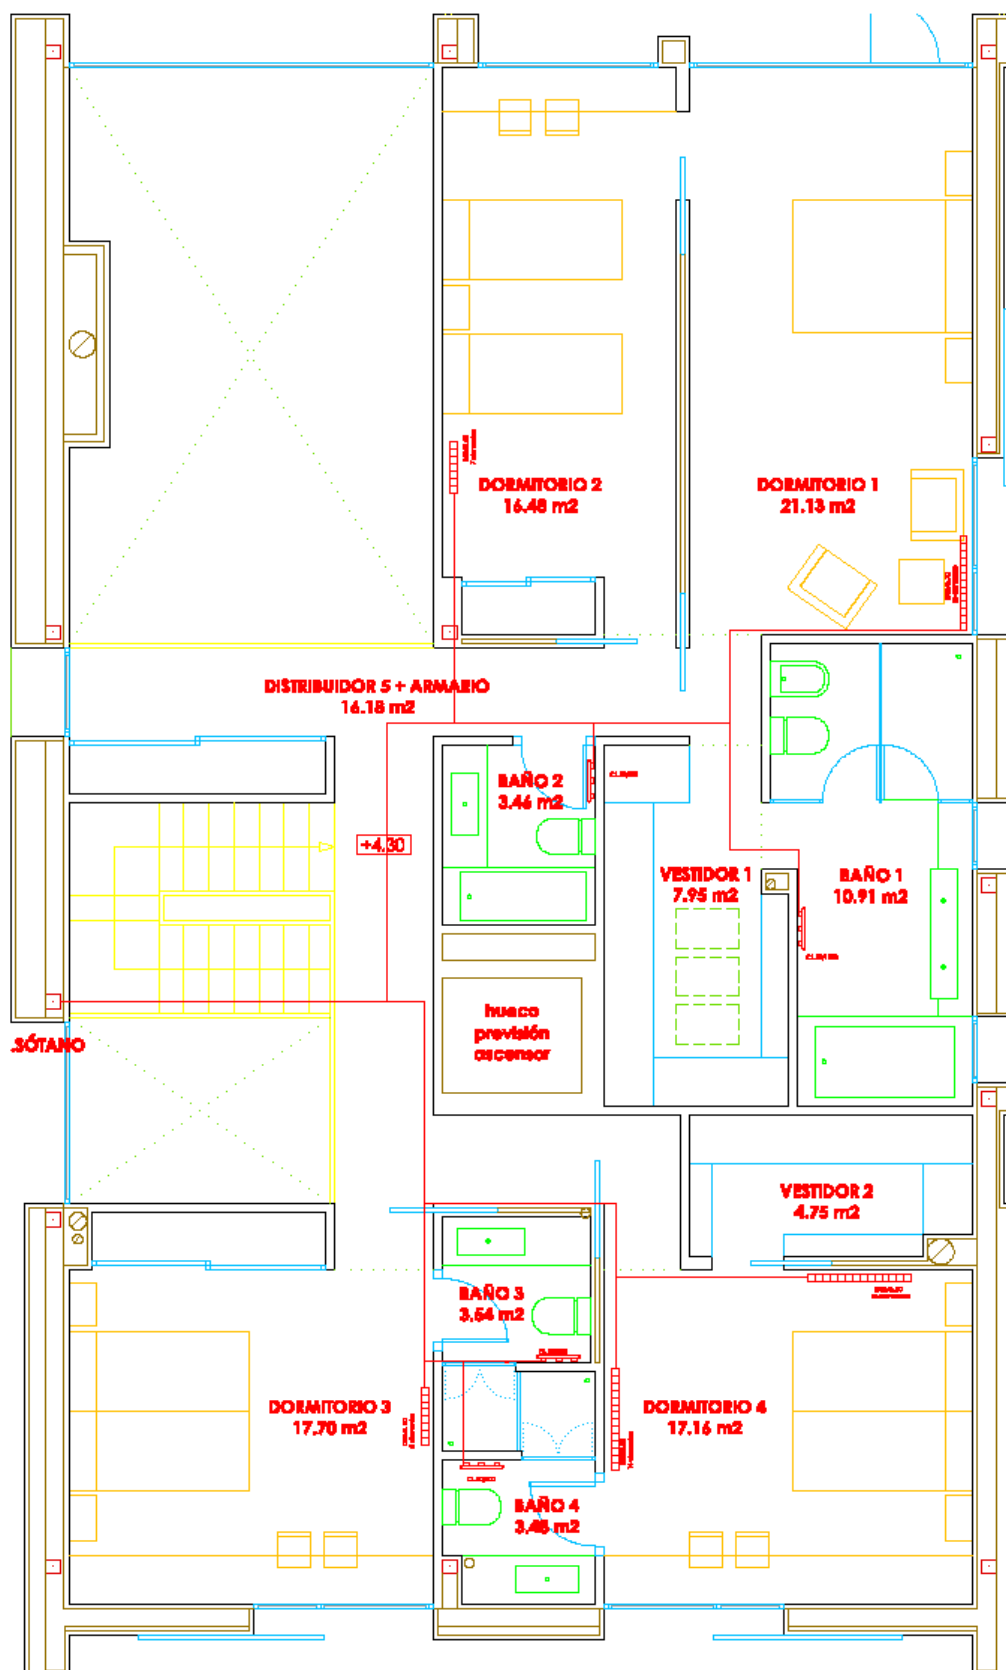 DORMITORIO 2
16.48 m2
DORMITORIO 1
21.13 m2
DISTRIBUIDOR 5 + ARMARIO
16.18 m2
BAÑO 2
3.46 m2
+4.30
VESTIDOR 1
7.95 m2
BAÑO 1
10.91 m2
hueco
previsión
ascensor
.SÓTANO
VESTIDOR 2
4.75 m2
BAÑO 3
3.54 m2
DORMITORIO 3
17.70 m2
DORMITORIO 4
17.16 m2
BAÑO 4
3.45 m2